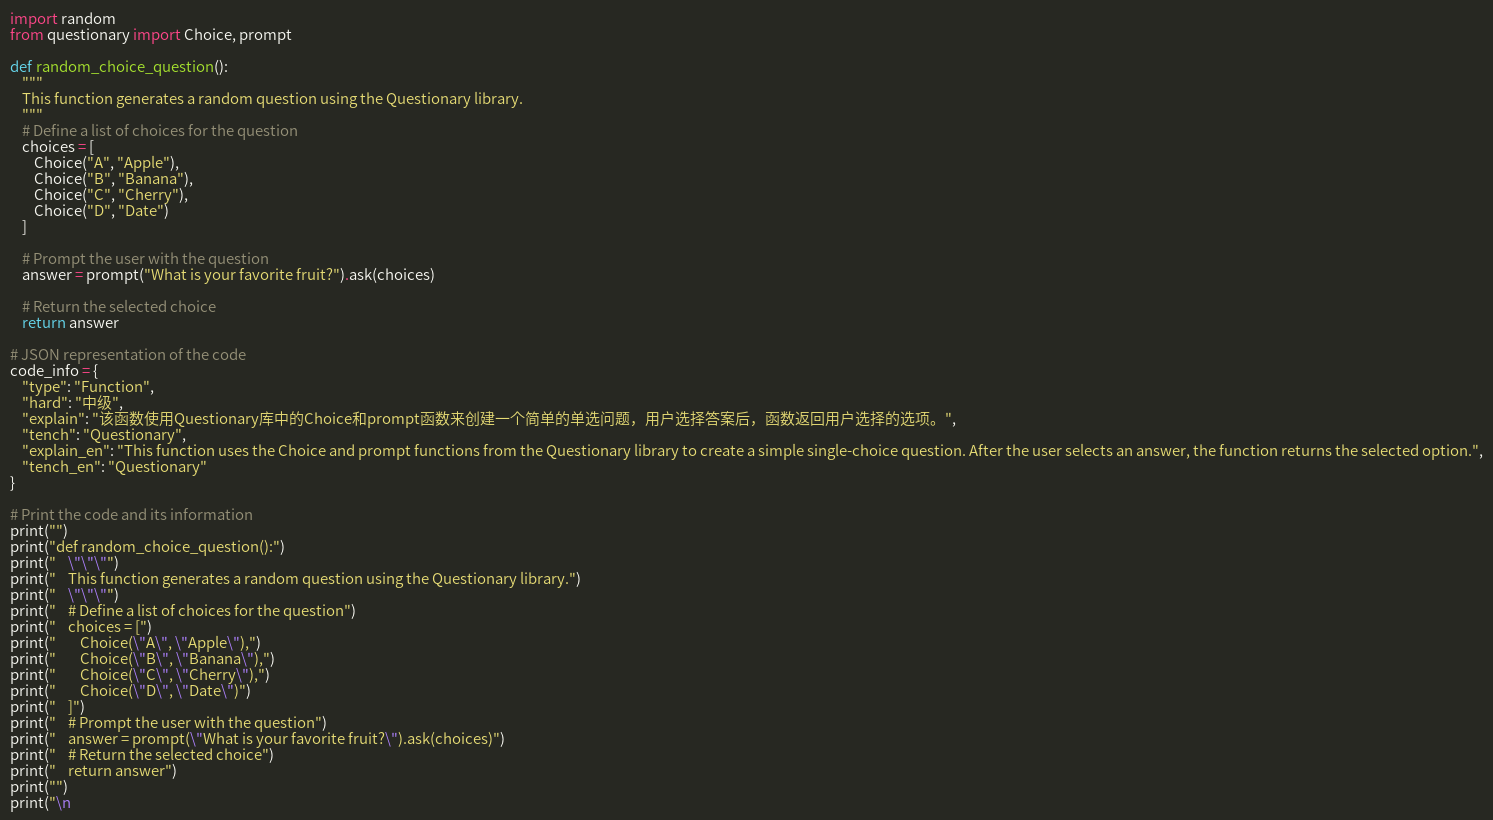 import random
from questionary import Choice, prompt

def random_choice_question():
    """
    This function generates a random question using the Questionary library.
    """
    # Define a list of choices for the question
    choices = [
        Choice("A", "Apple"),
        Choice("B", "Banana"),
        Choice("C", "Cherry"),
        Choice("D", "Date")
    ]

    # Prompt the user with the question
    answer = prompt("What is your favorite fruit?").ask(choices)

    # Return the selected choice
    return answer

# JSON representation of the code
code_info = {
    "type": "Function",
    "hard": "中级",
    "explain": "该函数使用Questionary库中的Choice和prompt函数来创建一个简单的单选问题，用户选择答案后，函数返回用户选择的选项。",
    "tench": "Questionary",
    "explain_en": "This function uses the Choice and prompt functions from the Questionary library to create a simple single-choice question. After the user selects an answer, the function returns the selected option.",
    "tench_en": "Questionary"
}

# Print the code and its information
print("")
print("def random_choice_question():")
print("    \"\"\"")
print("    This function generates a random question using the Questionary library.")
print("    \"\"\"")
print("    # Define a list of choices for the question")
print("    choices = [")
print("        Choice(\"A\", \"Apple\"),")
print("        Choice(\"B\", \"Banana\"),")
print("        Choice(\"C\", \"Cherry\"),")
print("        Choice(\"D\", \"Date\")")
print("    ]")
print("    # Prompt the user with the question")
print("    answer = prompt(\"What is your favorite fruit?\").ask(choices)")
print("    # Return the selected choice")
print("    return answer")
print("")
print("\n